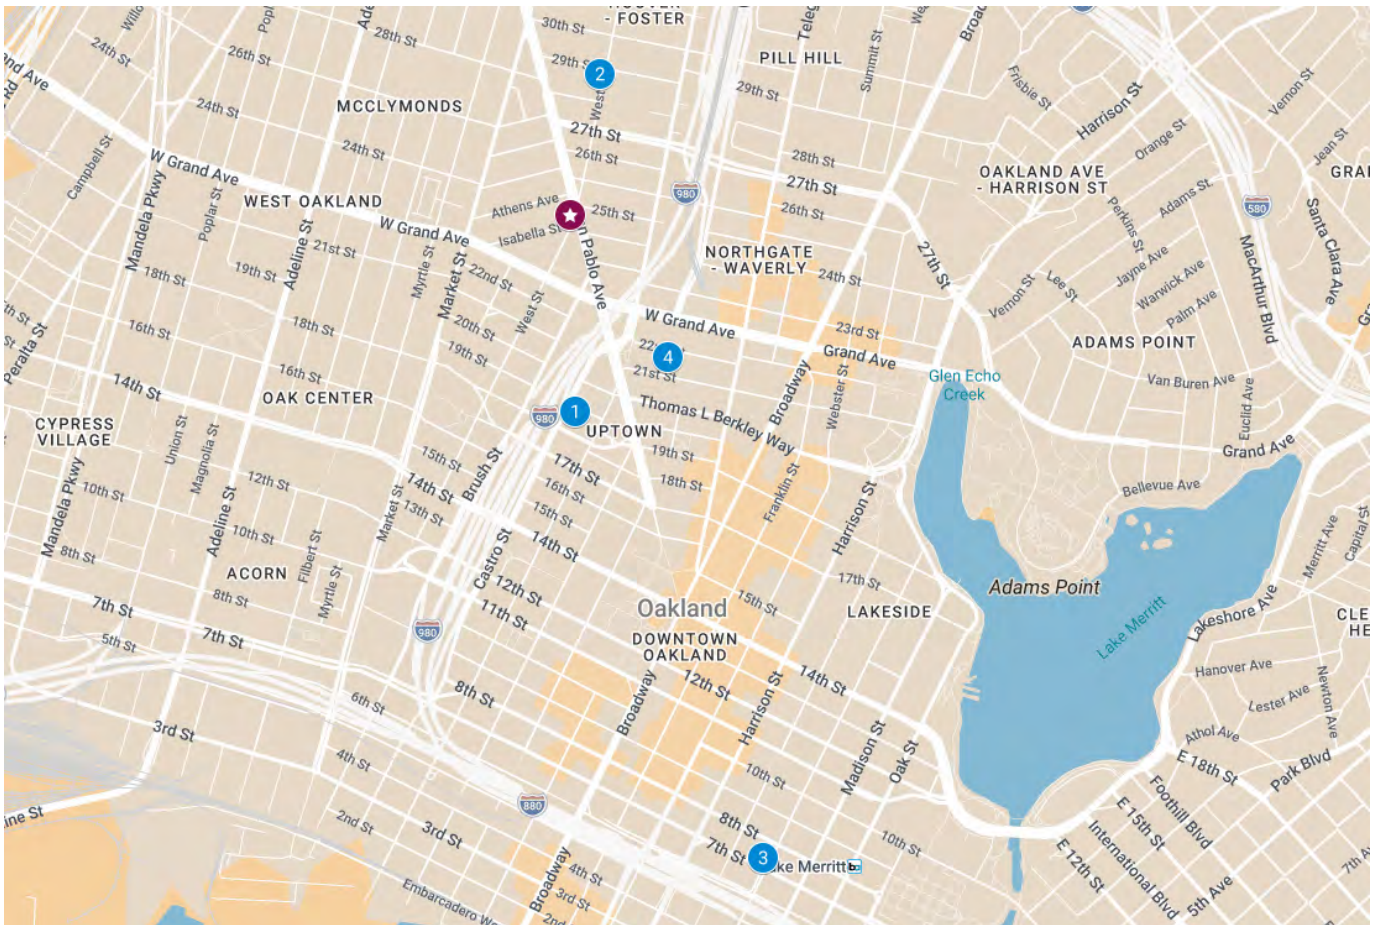 HOOVER
- FOSTER
30th St
28th St
24th St
26th St
29th St
2
PILL HILL
Summit St
29th St
Frisbie St
Harrison St
Vernon St
MCCLYMONDS
24th St
27th St
Orange St
Jean St
Campbell St
W Grand Ave
24th St
26th St
28th St
27th St
OAKLAND AVE
- HARRISON ST
980
580
Mandela Pkwy
Poplar St
WEST OAKLAND
Athens Ave
25th St
26th St
Adams St
Perkins St
Santa Clara Ave
W Grand Ave
Isabella St
Pablo Ave
NORTHGATE
- WAVERLY
27th St
Adeline St
21st St
Myrtle St
Market St
22nd St
24th St
Vernon St
Lee St
Jayne Ave
Warwick Ave
Palm Ave
MacArthur Blvd
18th St
19th St
West St
W Grand Ave
23rd St
Peralta St
16th St
18th St
20th St
4
Grand Ave
ADAMS POINT
19th St
21st St
14th St
16th St
Glen Echo
Creek
Van Buren Ave
Euclid Ave
OAK CENTER
980
1
UPTOWN
Thomas L Berkley Way
Broadway
Webster St
CYPRESS
VILLAGE
Union St
Magnolia St
15th St
Brush St
17th St
19th St
Grand Ave
Mandela Pkwy
10th St
12th St
14th St
13th St
16th St
18th St
Franklin St
Harrison St
Bellevue Ave
Adeline St
Market St
15th St
14th St
Merritt Ave
Capital St
8th St
10th St
Filbert St
Castro St
ACORN
Myrtle St
12th St
17th St
Adams Point
7th St
8th St
11th St
Oakland
15th St
LAKESIDE
Lake Merritt
Lakeshore Ave
5th St
7th St
980
DOWNTOWN
OAKLAND
12th St
14th St
Hanover Ave
Newton Ave
6th St
8th St
Broadway
Harrison St
Lester Ave
3rd St
4th St
Madison St
Oak St
Athol Ave
E 18th St
Park Blvd
10th St
880
2nd St
3rd St
8th St
7th St
3
Lake Merritt
10th St
Foothill Blvd
E 15th St
International Blvd
E 12th St
5th Ave
Broadway
4th St
3rd St
Embarcadero W